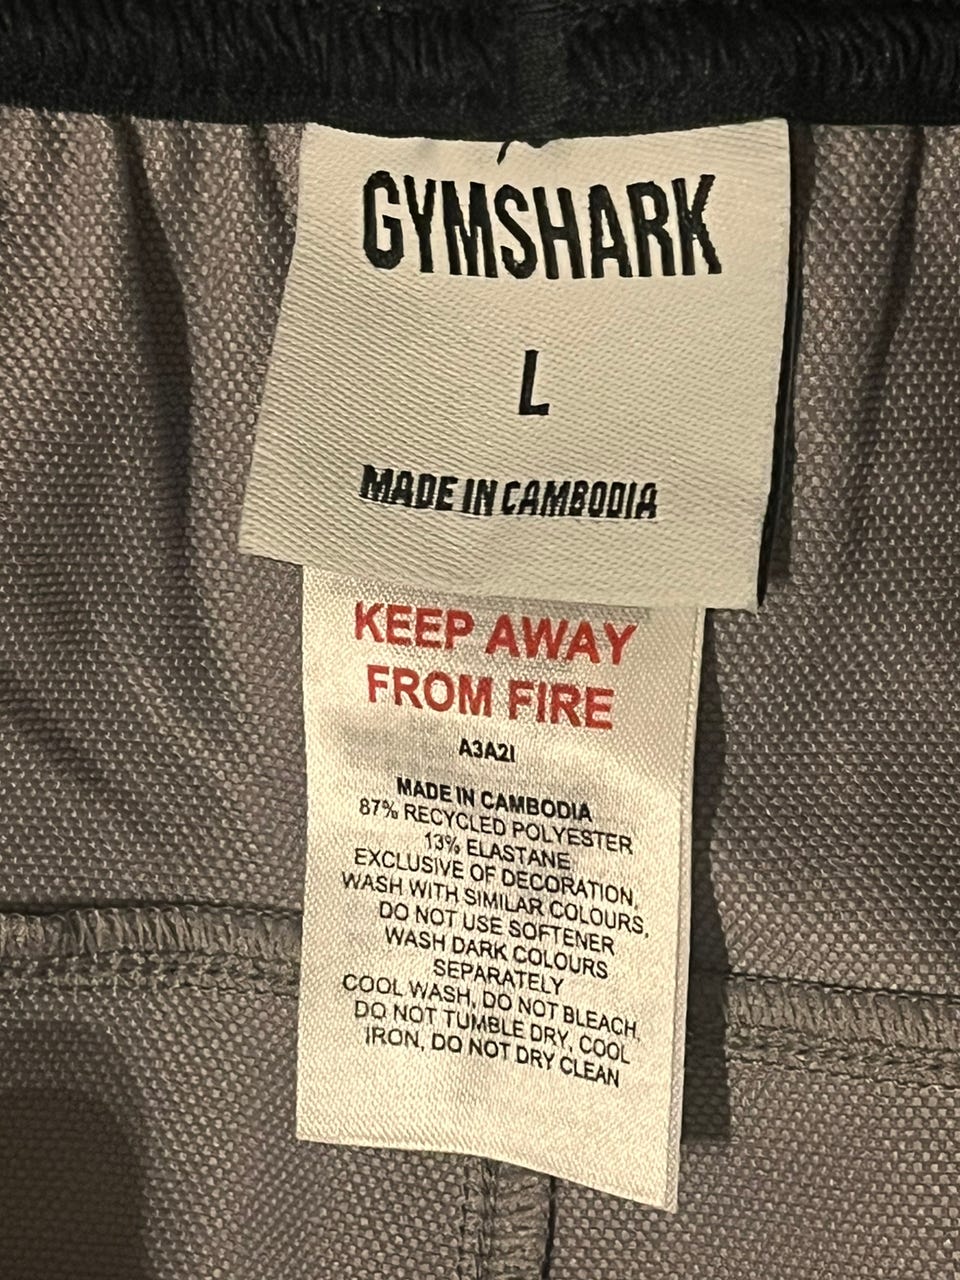 GYMSHARK
L
MADE IN CAMBODIA
KEEP AWAY
FROM FIRE
A3A2I
MADE IN CAMBODIA
87% RECYCLED POLYESTER
13% ELASTANE
EXCLUSIVE OF DECORATION,
WASH WITH SIMILAR COLOURS,
DO NOT USE SOFTENER
WASH DARK COLOURS
SEPARATELY
COOL WASH, DO NOT BLEACH,
DO NOT TUMBLE DRY, COOL
IRON, DO NOT DRY CLEAN